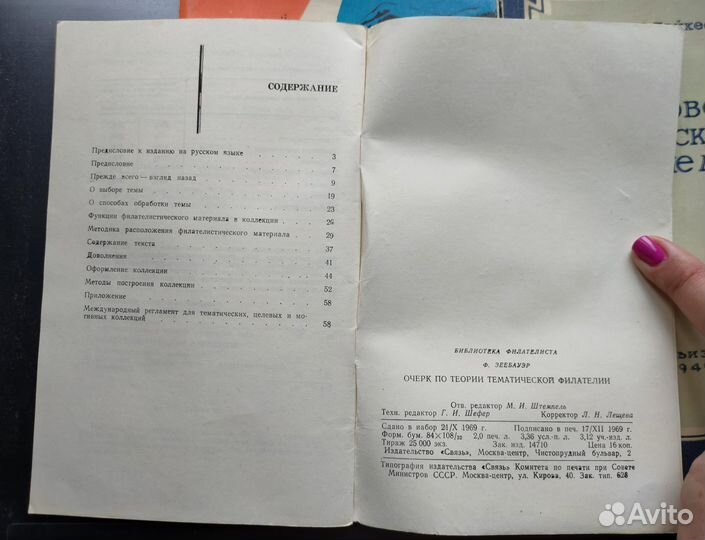 СОДЕРЖАНИЕ
Предисловие к изданию на русском языке . . . . . 3
Предисловие . . . . . 7
Прежде всего — взгляд назад . . . . . 9
О выборе темы . . . . . 19
О способах обработки темы . . . . . 23
Функции филателистического материала в коллекции . . 26
Методика расположения филателистического материала . . 29
Содержание текста . . . . . 37
Дополнения . . . . . 41
Оформление коллекции . . . . . 44
Методы построения коллекции . . . . . 52
Приложение . . . . . 58
Международный регламент для тематических, целевых и мо-
тивных коллекций . . . . . 58
БИБЛИОТЕКА ФИЛАТЕЛИСТА
Ф. ЗЕЕБАУЭР
ОЧЕРК ПО ТЕОРИИ ТЕМАТИЧЕСКОЙ ФИЛАТЕЛИИ
Отв. редактор М. И. Штемпель
Техн. редактор Г. И. Шефер Корректор Л. Н. Лещева
Сдано в набор 21/X 1969 г. Подписано в печ. 17/XII 1969 г.
Форм. бум. 84×108/32 2,0 печ. л. 3,36 усл.-п. л. 3,12 уч.-изд. л.
Тираж 25 000 экз. Зак. изд. 14710 Цена 16 коп.
Издательство «Связь», Москва-центр, Чистопрудный бульвар, 2
Типография издательства «Связь» Комитета по печати при Совете
Министров СССР. Москва-центр, ул. Кирова, 40. Зак. тип. 628
Avito